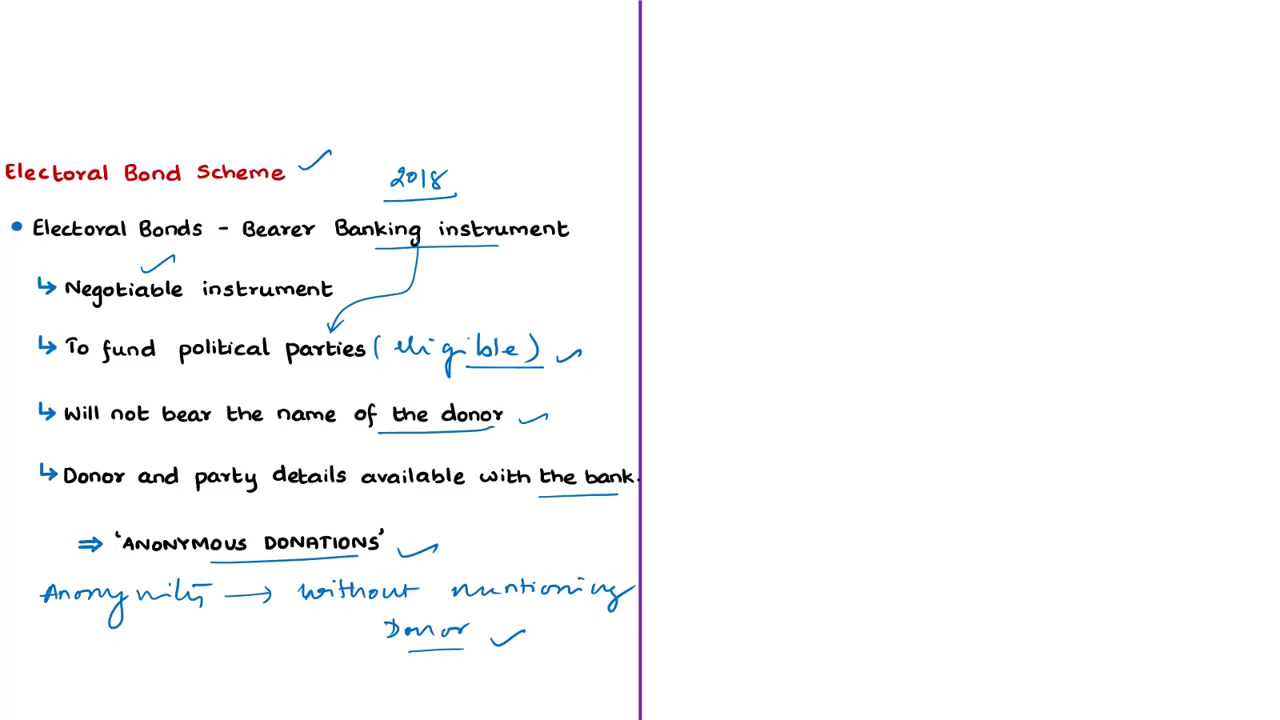 Electoral Bond Scheme
2018
• Electoral Bonds - Bearer Banking instrument
↳ Negotiable instrument
↳ To fund political parties (eligible)
↳ Will not bear the name of the donor
↳ Donor and party details available with the bank.
⇒ 'ANONYMOUS DONATIONS'
Anonymity → without mentioning
Donor